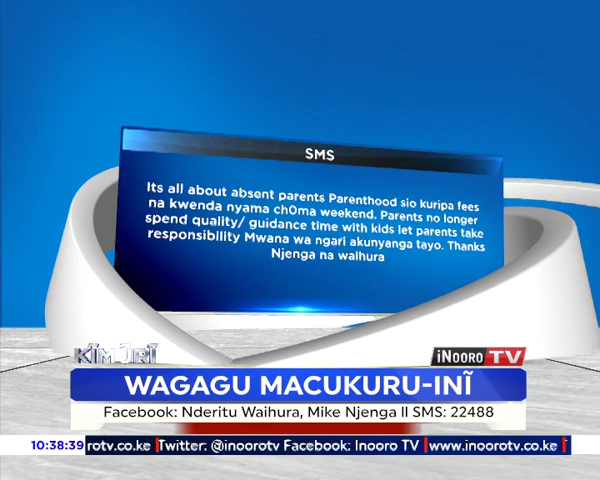 SMS
Its all about absent parents Parenthood sio kuripa fees
na kwenda nyama ch0ma weekend. Parents no longer
spend quality/ guidance time with kids let parents take
responsibility Mwana wa ngari akunyanga tayo. Thanks
Njenga na waihura
KĨMŨRĨ
iNOORO TV
WAGAGU MACUKURU-INĨ
Facebook: Nderitu Waihura, Mike Njenga II SMS: 22488
10:38:39 rotv.co.ke Twitter: @inoorotv Facebook: Inooro TV www.inoorotv.co.ke